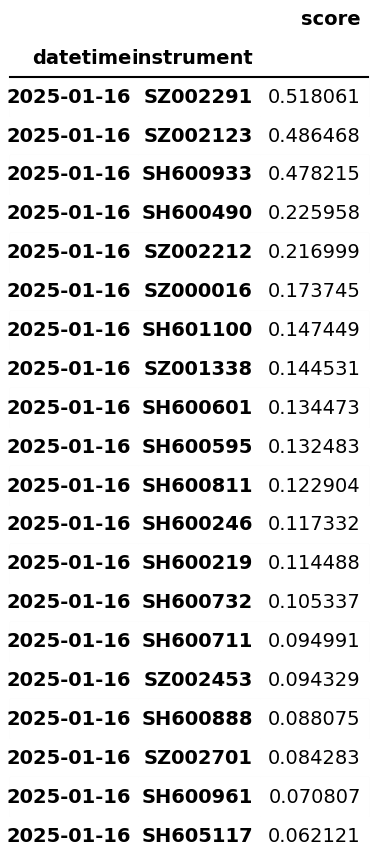 score
datetime instrument
2025-01-16 SZ002291 0.518061
2025-01-16 SZ002123 0.486468
2025-01-16 SH600933 0.478215
2025-01-16 SH600490 0.225958
2025-01-16 SZ002212 0.216999
2025-01-16 SZ000016 0.173745
2025-01-16 SH601100 0.147449
2025-01-16 SZ001338 0.144531
2025-01-16 SH600601 0.134473
2025-01-16 SH600595 0.132483
2025-01-16 SH600811 0.122904
2025-01-16 SH600246 0.117332
2025-01-16 SH600219 0.114488
2025-01-16 SH600732 0.105337
2025-01-16 SH600711 0.094991
2025-01-16 SZ002453 0.094329
2025-01-16 SH600888 0.088075
2025-01-16 SZ002701 0.084283
2025-01-16 SH600961 0.070807
2025-01-16 SH605117 0.062121